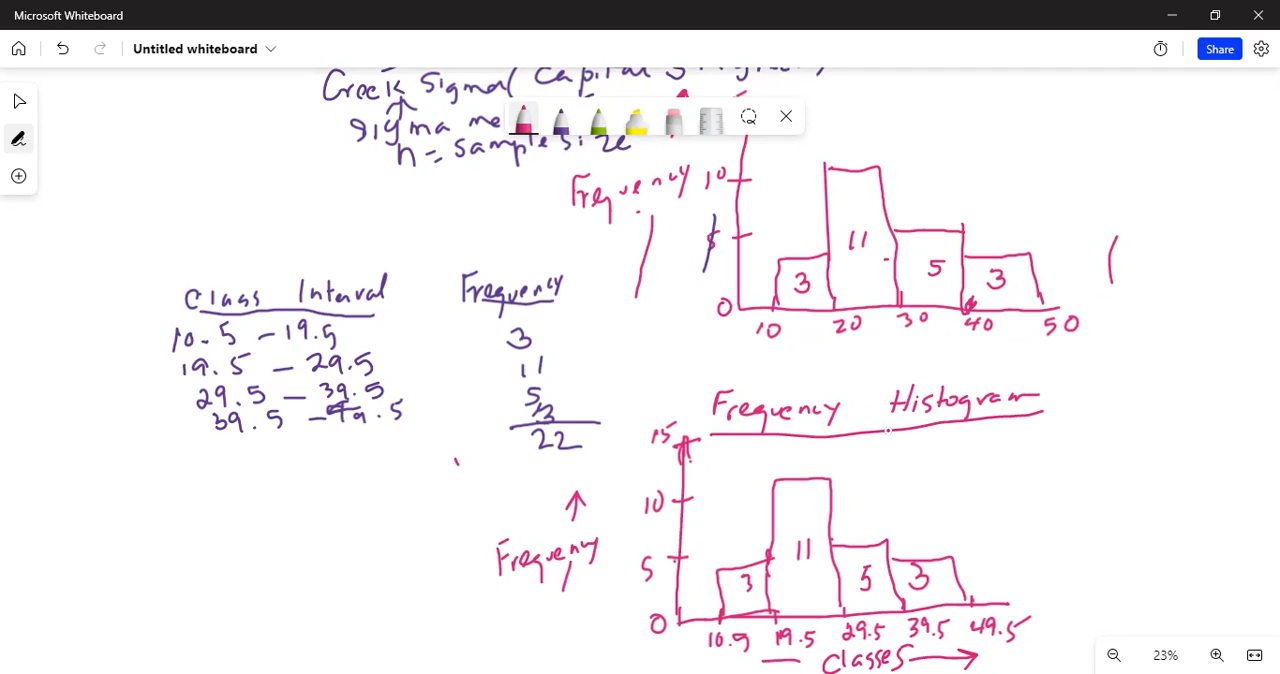 Microsoft Whiteboard
Untitled whiteboard
Share
Greek Signal Capital
sigma me
n = sample size
Frequency
10
5
0
3
11
5
3
10 20 30 40 50
Class Interval Frequency
10.5 - 19.5 3
19.5 - 29.5 11
29.5 - 39.5 5
39.5 - 49.5 3
22
Frequency Histogram
15
10
5
0
Frequency
3
11
5
3
10.5 19.5 29.5 39.5 49.5
Classes
23%